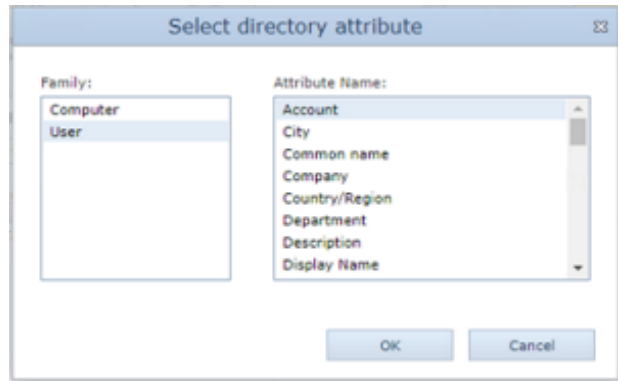 Select directory attribute
Family:
Computer
User
Attribute Name:
Account
City
Common name
Company
Country/Region
Department
Description
Display Name
OK
Cancel